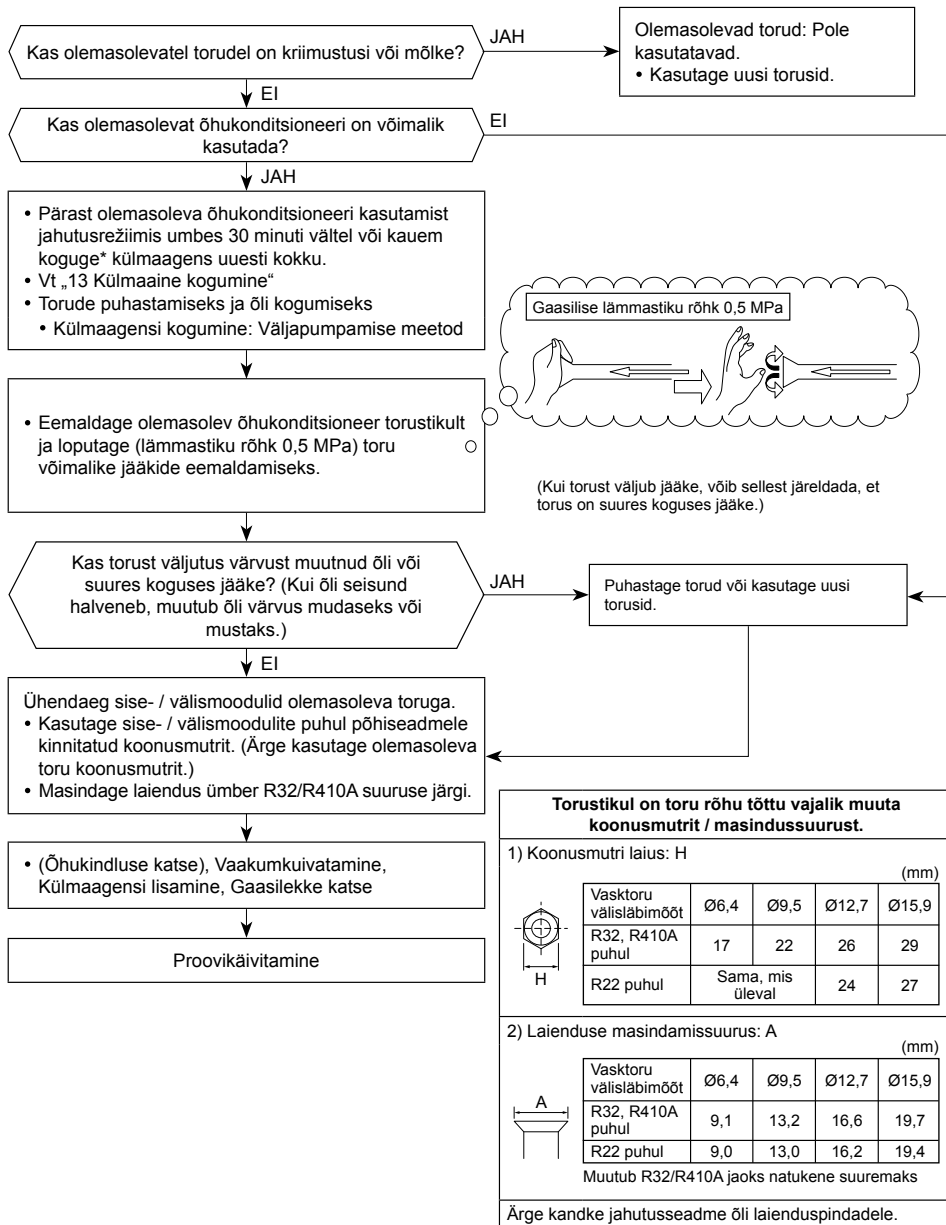 Kas olemasolevatel torudel on kriimustusi või mõlke?
JAH
Olemasolevad torud: Pole
kasutatavad.
• Kasutage uusi torusid.
EI
Kas olemasolevat õhukonditsioneeri on võimalik
kasutada?
EI
JAH
• Pärast olemasoleva õhukonditsioneeri kasutamist
jahutusrežiimis umbes 30 minuti vältel või kauem
koguge* külmaagens uuesti kokku.
• Vt „13 Külmaaine kogumine“
• Torude puhastamiseks ja õli kogumiseks
• Külmaagensi kogumine: Väljapumpamise meetod
Gaasilise lämmastiku rõhk 0,5 MPa
• Eemaldage olemasolev õhukonditsioneer torustikult
ja loputage (lämmastiku rõhk 0,5 MPa) toru
võimalike jääkide eemaldamiseks.
(Kui torust väljub jääke, võib sellest järeldada, et
torus on suures koguses jääke.)
Kas torust väljutus värvust muutnud õli või
suures koguses jääke? (Kui õli seisund
halveneb, muutub õli värvus mudaseks või
mustaks.)
JAH
Puhastage torud või kasutage uusi
torusid.
EI
Ühendaeg sise- / välismoodulid olemasoleva toruga.
• Kasutage sise- / välismoodulite puhul põhiseadmele
kinnitatud koonusmutrit. (Ärge kasutage olemasoleva
toru koonusmutrit.)
• Masindage laiendus ümber R32/R410A suuruse järgi.
• (Õhukindluse katse), Vaakumkuivatamine,
Külmaagensi lisamine, Gaasilekke katse
Proovikäivitamine
Torustikul on toru rõhu tõttu vajalik muuta
koonusmutrit / masindussuurust.
1) Koonusmutri laius: H
(mm)
H
Vasktoru
välisläbimõõt Ø6,4 Ø9,5 Ø12,7 Ø15,9
R32, R410A
puhul 17 22 26 29
R22 puhul Sama, mis
üleval 24 27
2) Laienduse masindamissuurus: A
(mm)
A
Vasktoru
välisläbimõõt Ø6,4 Ø9,5 Ø12,7 Ø15,9
R32, R410A
puhul 9,1 13,2 16,6 19,7
R22 puhul 9,0 13,0 16,2 19,4
Muutub R32/R410A jaoks natukene suuremaks
Ärge kandke jahutusseadme õli laienduspindadele.